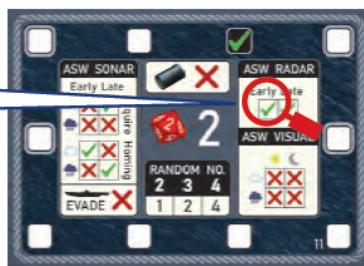 ASW SONAR
Early Late
quire Homing
EVADE
2
RANDOM NO.
2 3 4
1 2 4
ASW RADAR
Early Late
ASW VISUAL
11